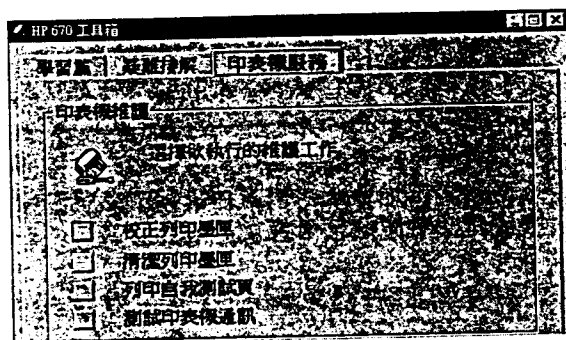 HP 670 工具箱
學習區 疑難排解 印表機服務
印表機維護
選擇欲執行的維護工作
校正列印墨匣
清潔列印墨匣
列印自我測試頁
測試印表機通訊